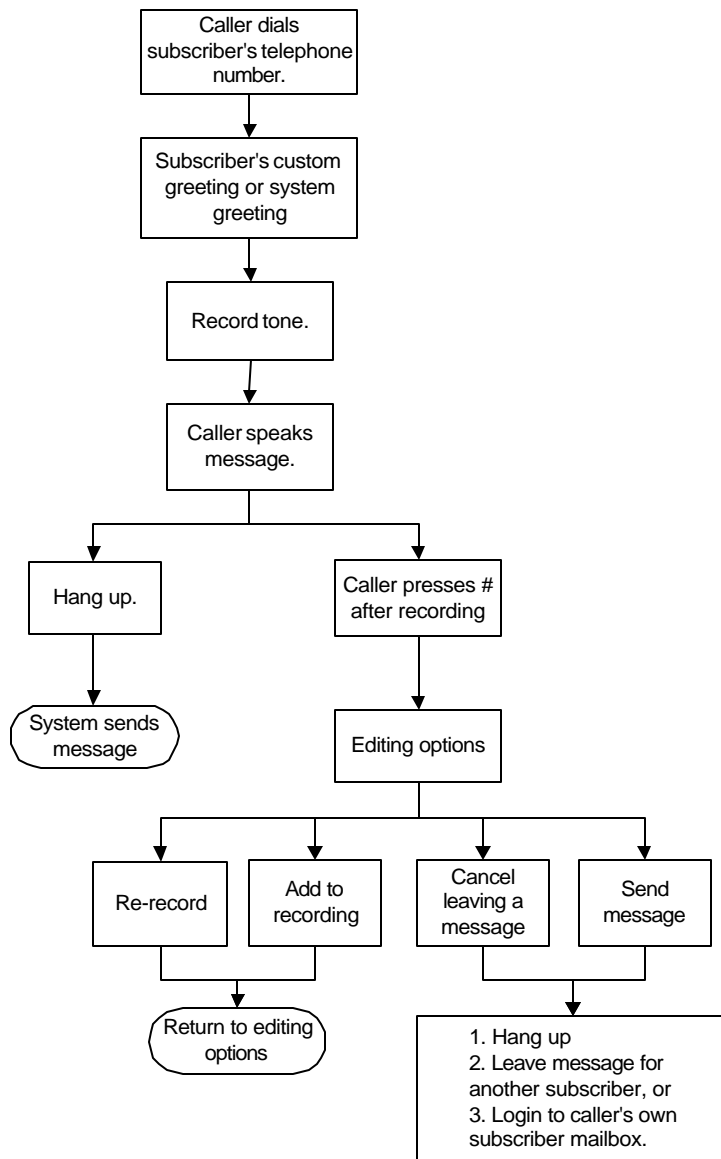 Caller dials
subscriber's telephone
number.
Subscriber's custom
greeting or system
greeting
Record tone.
Caller speaks
message.
Hang up.
Caller presses #
after recording
System sends
message
Editing options
Re-record
Add to
recording
Cancel
leaving a
message
Send
message
Return to editing
options
1. Hang up
2. Leave message for
another subscriber, or
3. Login to caller's own
subscriber mailbox.